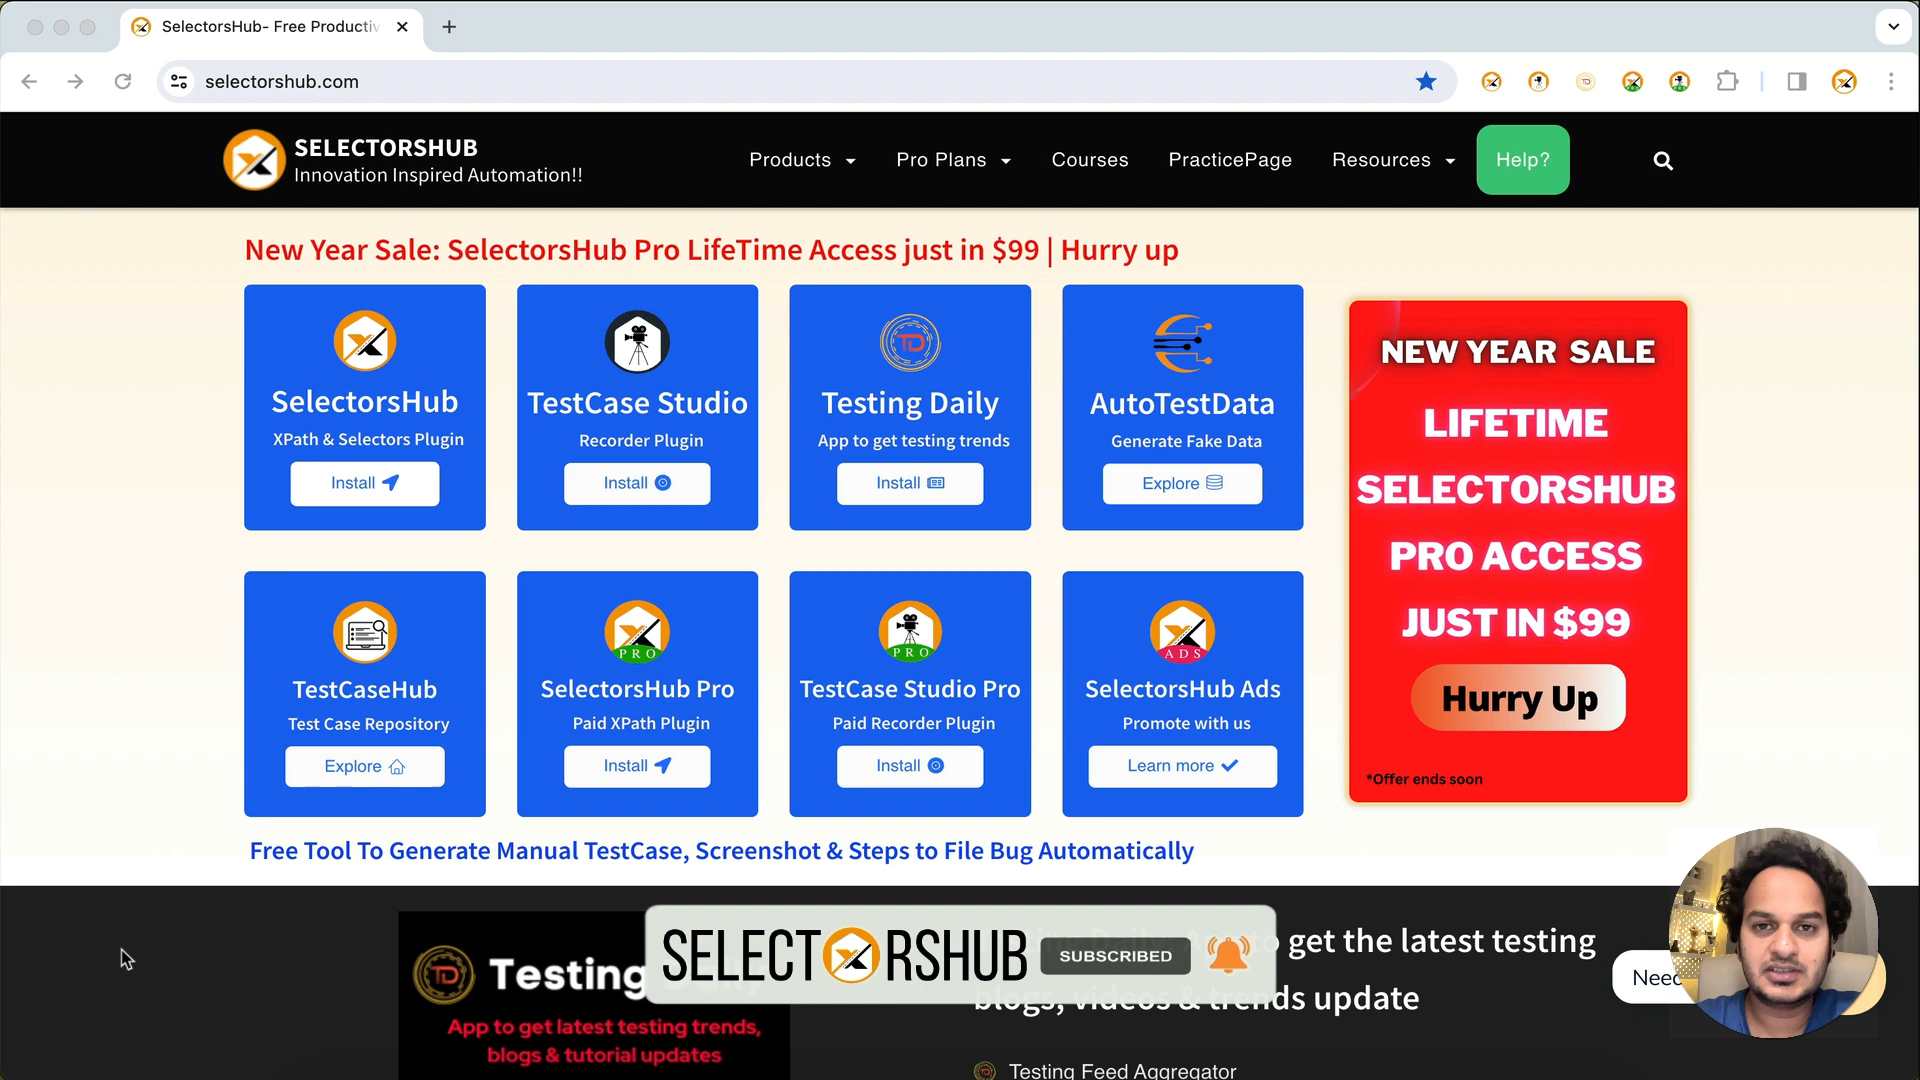 SelectorsHub- Free Productiv
selectorshub.com
SELECTORSHUB
Innovation Inspired Automation!!
Products
Pro Plans
Courses
PracticePage
Resources
Help?
New Year Sale: SelectorsHub Pro LifeTime Access just in $99 | Hurry up
SelectorsHub
XPath & Selectors Plugin
Install
TestCase Studio
Recorder Plugin
Install
TD
Testing Daily
App to get testing trends
Install
AutoTestData
Generate Fake Data
Explore
TestCaseHub
Test Case Repository
Explore
PRO
SelectorsHub Pro
Paid XPath Plugin
Install
PRO
TestCase Studio Pro
Paid Recorder Plugin
Install
ADS
SelectorsHub Ads
Promote with us
Learn more
NEW YEAR SALE
LIFETIME
SELECTORSHUB
PRO ACCESS
JUST IN $99
Hurry Up
*Offer ends soon
Free Tool To Generate Manual TestCase, Screenshot & Steps to File Bug Automatically
TD
Testing
App to get latest testing trends,
blogs & tutorial updates
SELECTORSHUB
SUBSCRIBED
get the latest testing
blogs, videos & trends update
Testing Feed Aggregator
Need